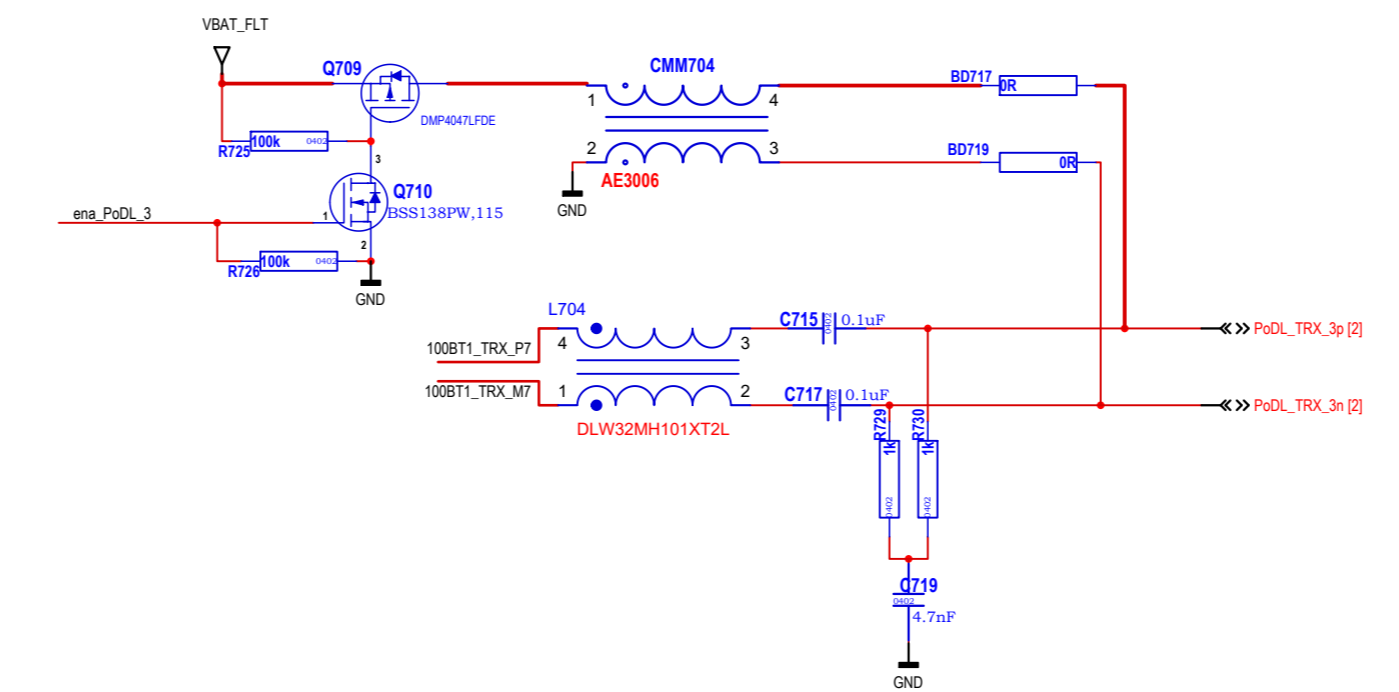 VBAT_FLT
Q709
DMP4047LFDE
CMM704
1
4
2
3
AE3006
GND
BD717
0R
BD719
0R
R725
100k
0402
3
Q710
BSS138PW,115
ena_PoDL_3
1
2
R726
100k
0402
GND
L704
100BT1_TRX_P7
4
3
100BT1_TRX_M7
1
2
DLW32MH101XT2L
C715
0402
0.1uF
C717
0402
0.1uF
PoDL_TRX_3p [2]
PoDL_TRX_3n [2]
R729
1k
0402
R730
1k
0402
C719
0402
4.7nF
GND